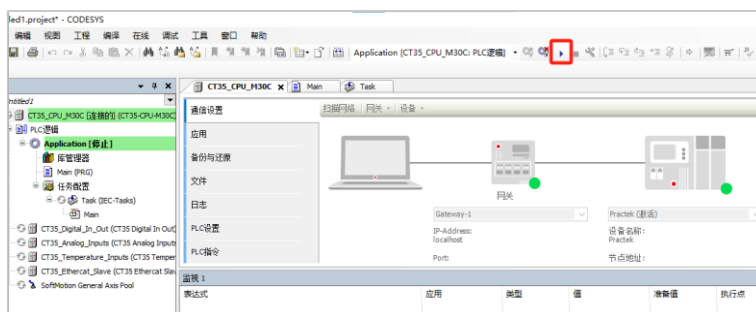 led1.project* - CODESYS
编辑 视图 工程 编译 在线 调试 工具 窗口 帮助
Application [CT35_CPU_M30C: PLC逻辑]
CT35_CPU_M30C Main Task
CT35_CPU_M30C [连接的] (CT35-CPU-M30C)
PLC逻辑
Application [停止]
库管理器
Main (PRG)
任务配置
Task (IEC-Tasks)
Main
CT35_Digital_In_Out (CT35 Digital In Out)
CT35_Analog_Inputs (CT35 Analog Inputs
CT35_Temperature_Inputs (CT35 Temper
CT35_Ethercat_Slave (CT35 Ethercat Slav
SoftMotion General Axis Pool
通信设置
应用
备份与还原
文件
日志
PLC设置
PLC指令
扫描网络 网关 设备
网关
Gateway-1
IP-Address:
localhost
Port:
Practek (激活)
设备名称:
Practek
节点地址:
监视 1
表达式 应用 类型 值 准备值 执行点